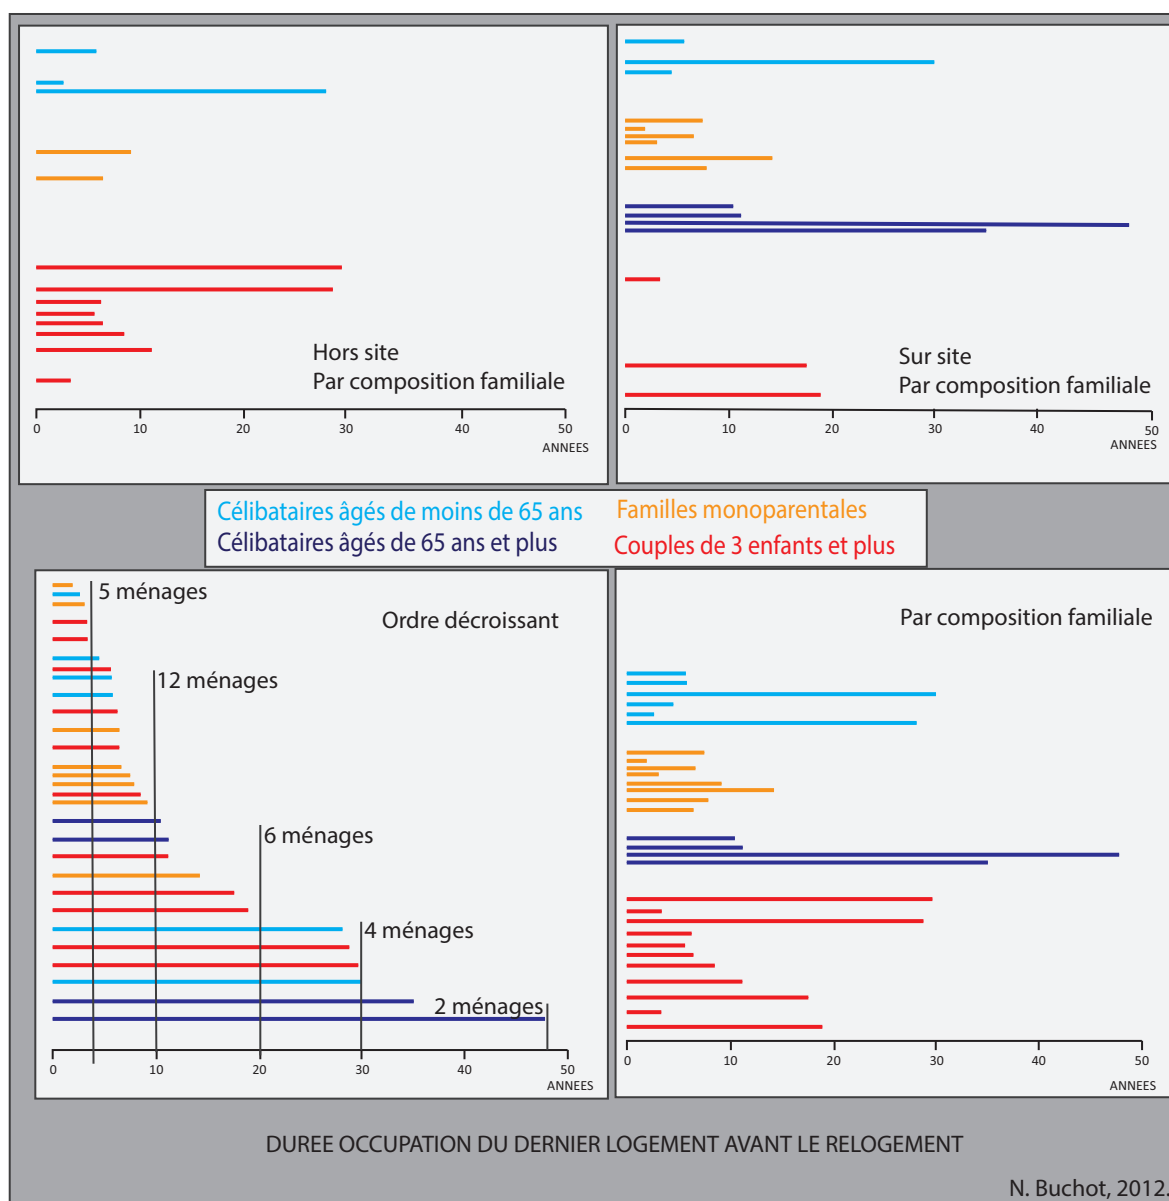 Hors site
Par composition familiale
0 10 20 30 40 50
ANNEES
Sur site
Par composition familiale
0 10 20 30 40 50
ANNEES
Célibataires âgés de moins de 65 ans
Familles monoparentales
Célibataires âgés de 65 ans et plus
Couples de 3 enfants et plus
5 ménages
Ordre décroissant
12 ménages
6 ménages
4 ménages
2 ménages
0 10 20 30 40 50
ANNEES
Par composition familiale
0 10 20 30 40 50
ANNEES
DUREE OCCUPATION DU DERNIER LOGEMENT AVANT LE RELOGEMENT
N. Buchot, 2012.